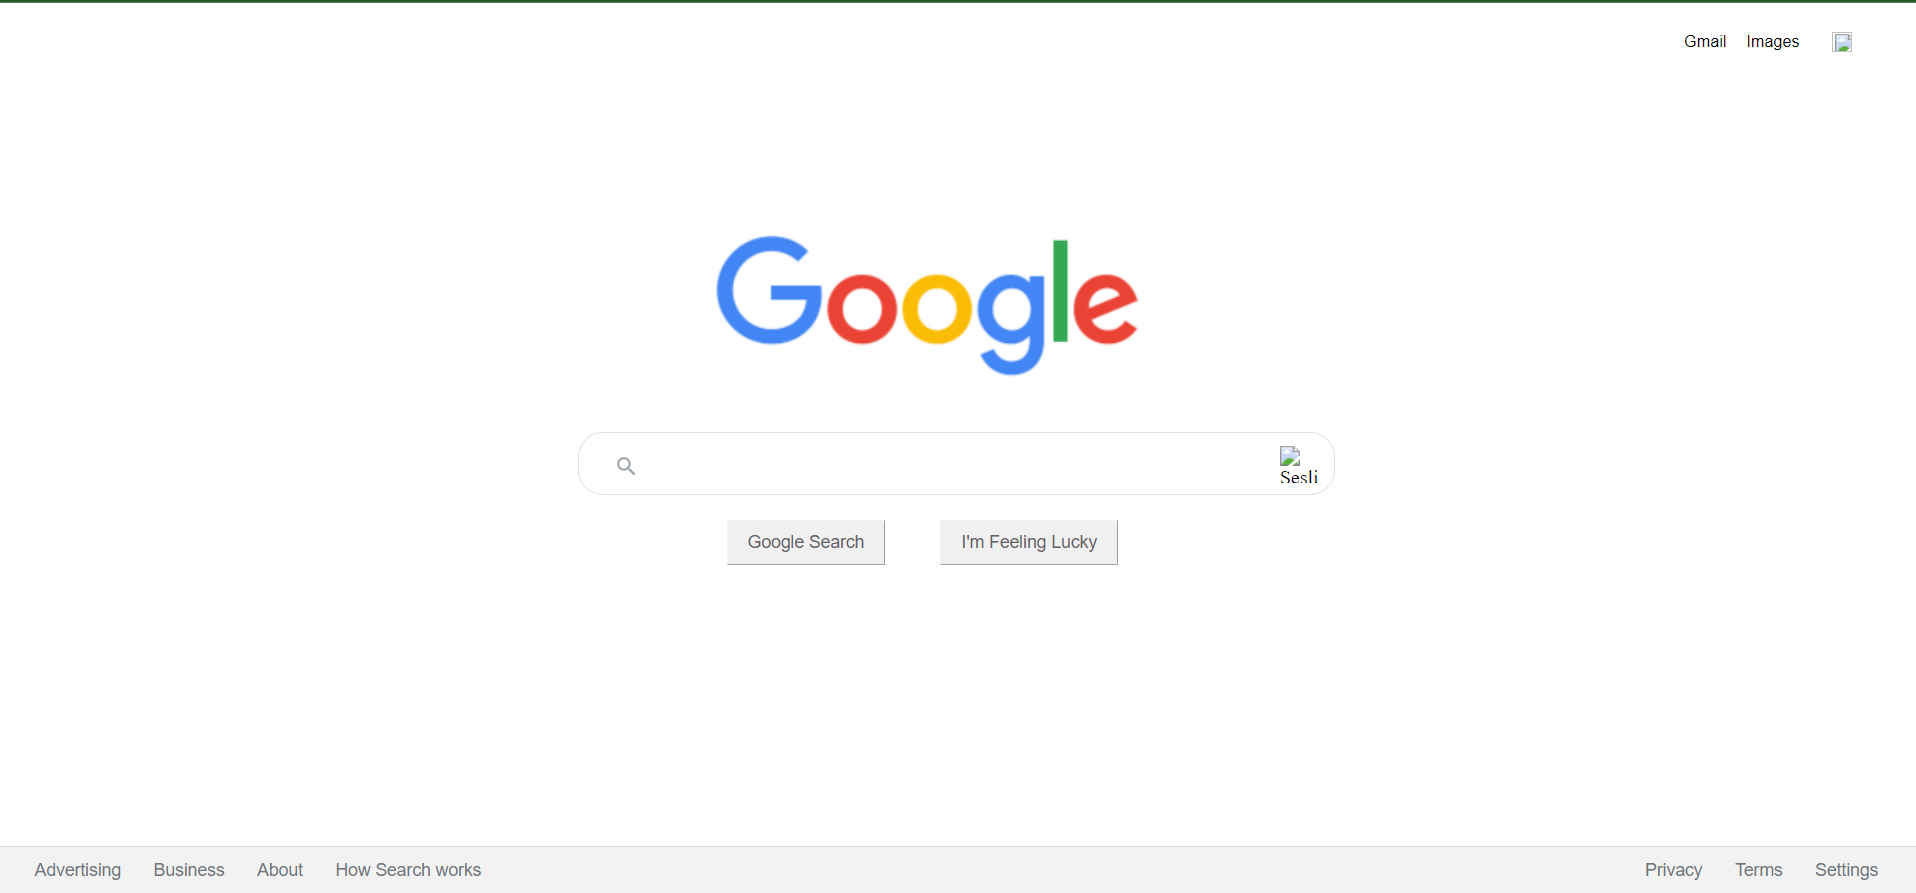 Gmail Images
Google
Sesli
Google Search I'm Feeling Lucky
Advertising Business About How Search works Privacy Terms Settings